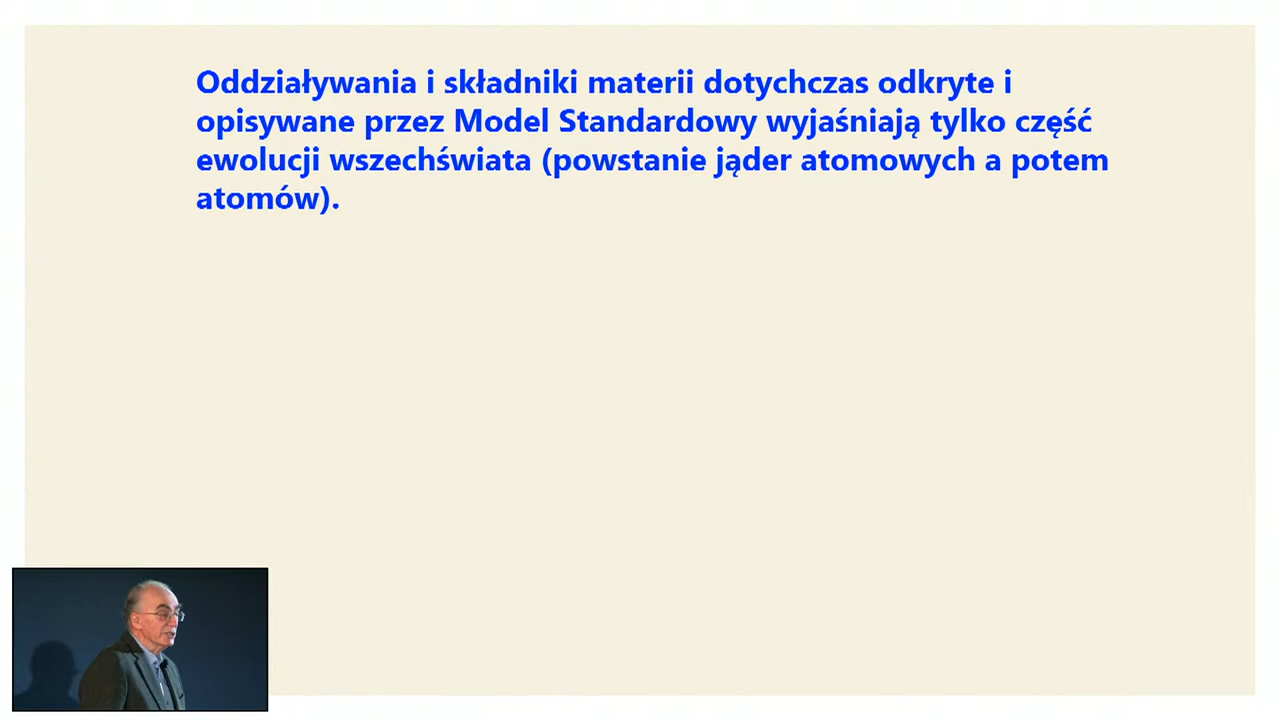 Oddziaływania i składniki materii dotychczas odkryte i
opisywane przez Model Standardowy wyjaśniają tylko część
ewolucji wszechświata (powstanie jąder atomowych a potem
atomów).